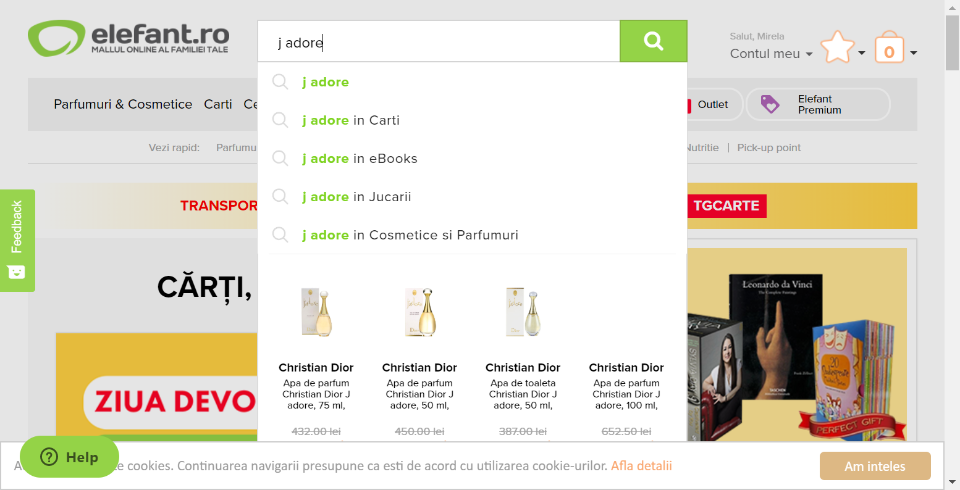 elefant.ro
MALLUL ONLINE AL FAMILIEI TALE
j adore
Salut, Mirela
Contul meu
0
Parfumuri & Cosmetice Carti Ce
Outlet
Elefant
Premium
Vezi rapid: Parfumu
Nutritie | Pick-up point
j adore
j adore in Carti
j adore in eBooks
j adore in Jucarii
j adore in Cosmetice si Parfumuri
TRANSPOR
TGCARTE
Feedback
CĂRȚI,
ZIUA DEVO
Leonardo da Vinci
PERFECT GIFT
Christian Dior
Apa de parfum
Christian Dior J
adore, 75 ml,
432.00 lei
Christian Dior
Apa de parfum
Christian Dior J
adore, 50 ml,
450.00 lei
Christian Dior
Apa de toaleta
Christian Dior J
adore, 50 ml,
387.00 lei
Christian Dior
Apa de parfum
Christian Dior J
adore, 100 ml,
652.50 lei
Help
cookies. Continuarea navigarii presupune ca esti de acord cu utilizarea cookie-urilor. Afla detalii
Am inteles